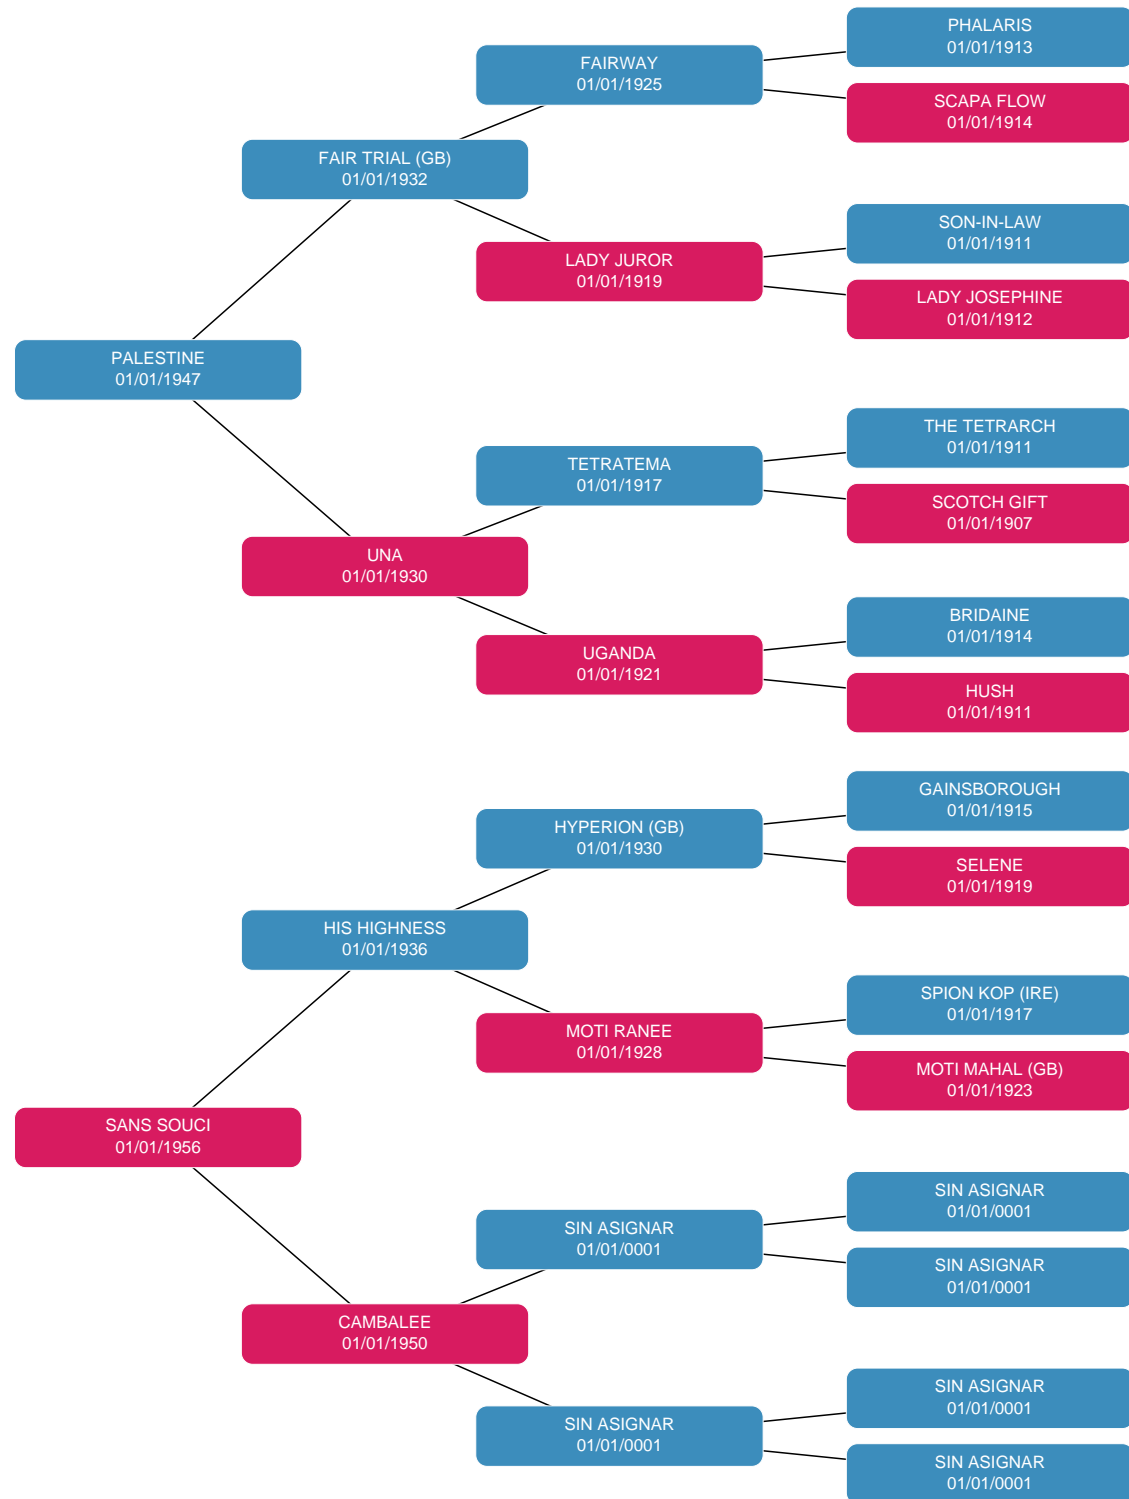 PHALARIS
01/01/1913
FAIRWAY
01/01/1925
SCAPA FLOW
01/01/1914
FAIR TRIAL (GB)
01/01/1932
SON-IN-LAW
01/01/1911
LADY JUROR
01/01/1919
LADY JOSEPHINE
01/01/1912
PALESTINE
01/01/1947
THE TETRARCH
01/01/1911
TETRATEMA
01/01/1917
SCOTCH GIFT
01/01/1907
UNA
01/01/1930
BRIDAINE
01/01/1914
UGANDA
01/01/1921
HUSH
01/01/1911
GAINSBOROUGH
01/01/1915
HYPERION (GB)
01/01/1930
SELENE
01/01/1919
HIS HIGHNESS
01/01/1936
SPION KOP (IRE)
01/01/1917
MOTI RANEE
01/01/1928
MOTI MAHAL (GB)
01/01/1923
SANS SOUCI
01/01/1956
SIN ASIGNAR
01/01/0001
SIN ASIGNAR
01/01/0001
SIN ASIGNAR
01/01/0001
CAMBALEE
01/01/1950
SIN ASIGNAR
01/01/0001
SIN ASIGNAR
01/01/0001
SIN ASIGNAR
01/01/0001